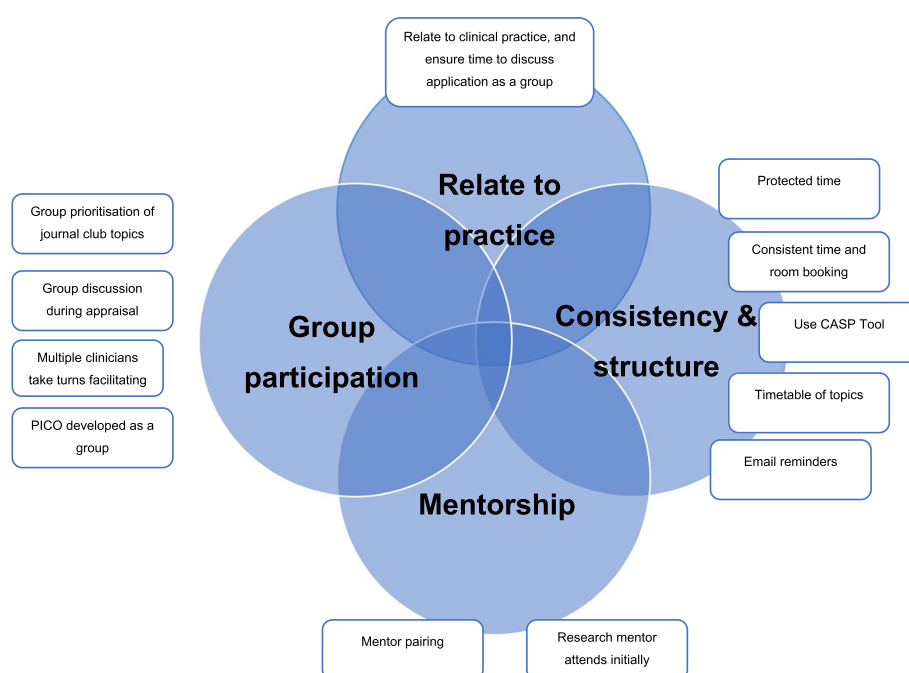 Relate to clinical practice, and
ensure time to discuss
application as a group
Relate to
practice
Group prioritisation of
journal club topics
Group discussion
during appraisal
Multiple clinicians
take turns facilitating
PICO developed as a
group
Group
participation
Consistency &
structure
Protected time
Consistent time and
room booking
Use CASP Tool
Timetable of topics
Email reminders
Mentorship
Mentor pairing
Research mentor
attends initially